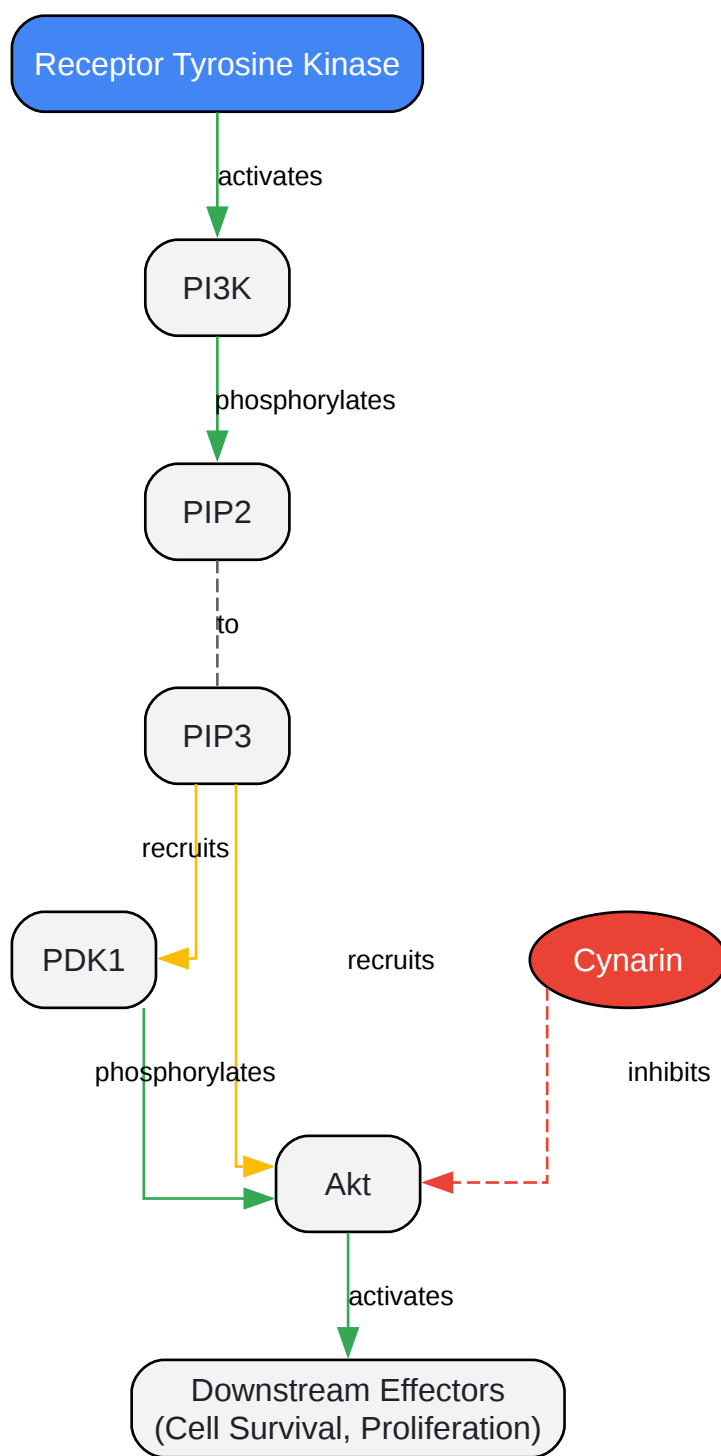 Receptor Tyrosine Kinase
activates
PI3K
phosphorylates
PIP2
to
PIP3
recruits
PDK1
recruits
Cynarin
phosphorylates
inhibits
Akt
activates
Downstream Effectors
(Cell Survival, Proliferation)